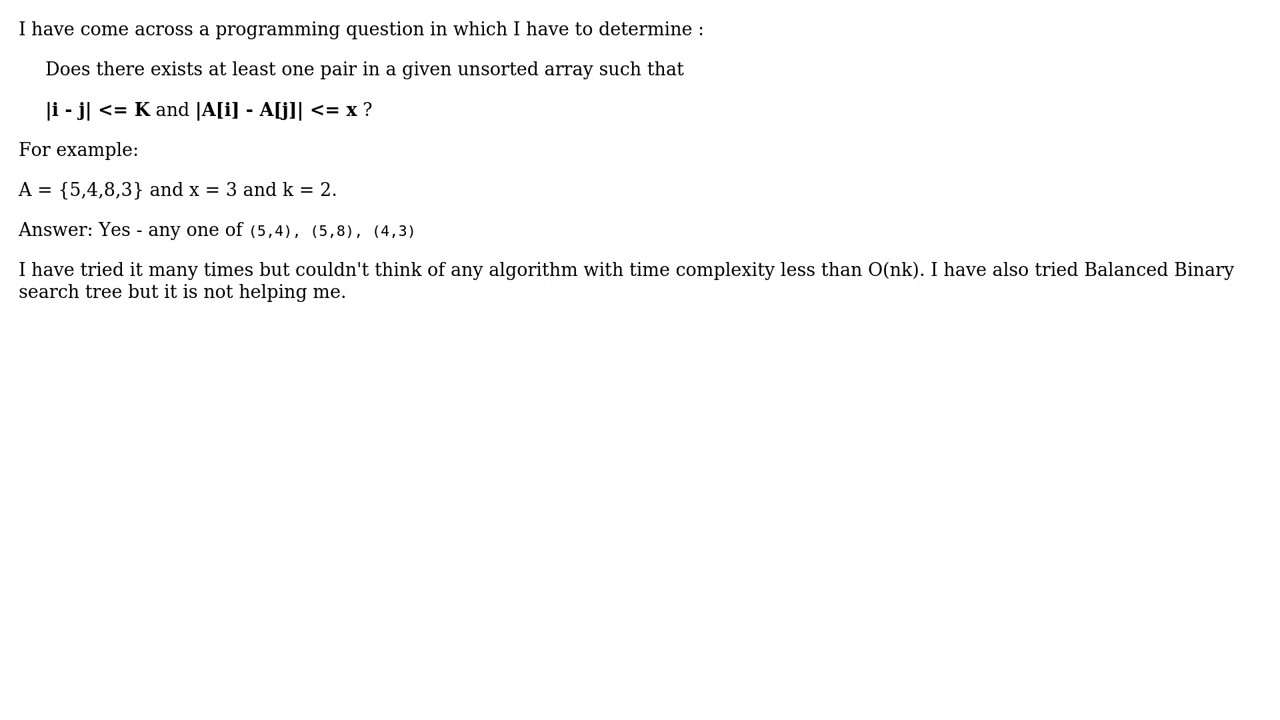 I have come across a programming question in which I have to determine :
Does there exists at least one pair in a given unsorted array such that
|i - j| <= K and |A[i] - A[j]| <= x ?
For example:
A = {5,4,8,3} and x = 3 and k = 2.
Answer: Yes - any one of (5,4), (5,8), (4,3)
I have tried it many times but couldn't think of any algorithm with time complexity less than O(nk). I have also tried Balanced Binary
search tree but it is not helping me.